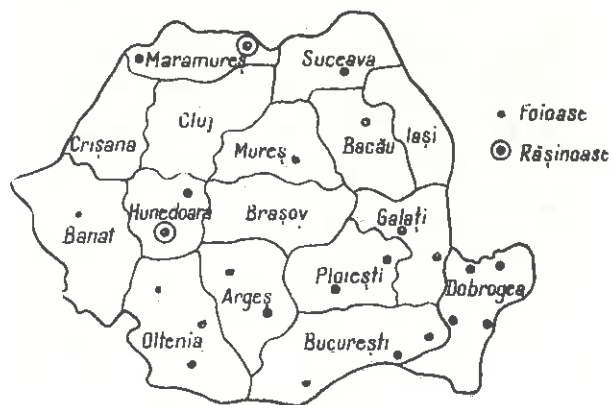 Maramureș
Suceava
Cluj
Crișana
Mureș
Bacău
Iași
Foioase
Rășinoase
Hunedoara
Banat
Brașov
Galați
Ploiești
Dobrogea
Argeș
Oltenia
București